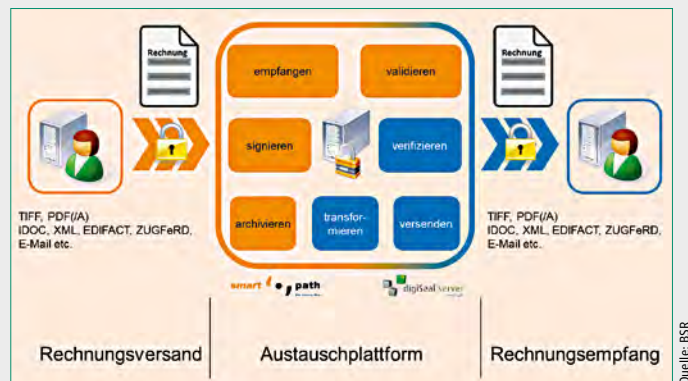 Rechnung
Rechnung
empfangen
validieren
signieren
verifizieren
archivieren
transfor-
mieren
versenden
TIFF, PDF(/A)
IDOC, XML, EDIFACT, ZUGFeRD,
E-Mail etc.
TIFF, PDF(/A)
IDOC, XML, EDIFACT, ZUGFeRD,
E-Mail etc.
smart path
digiSeal server
Rechnungsversand
Austauschplattform
Rechnungsempfang
Quelle: BSR